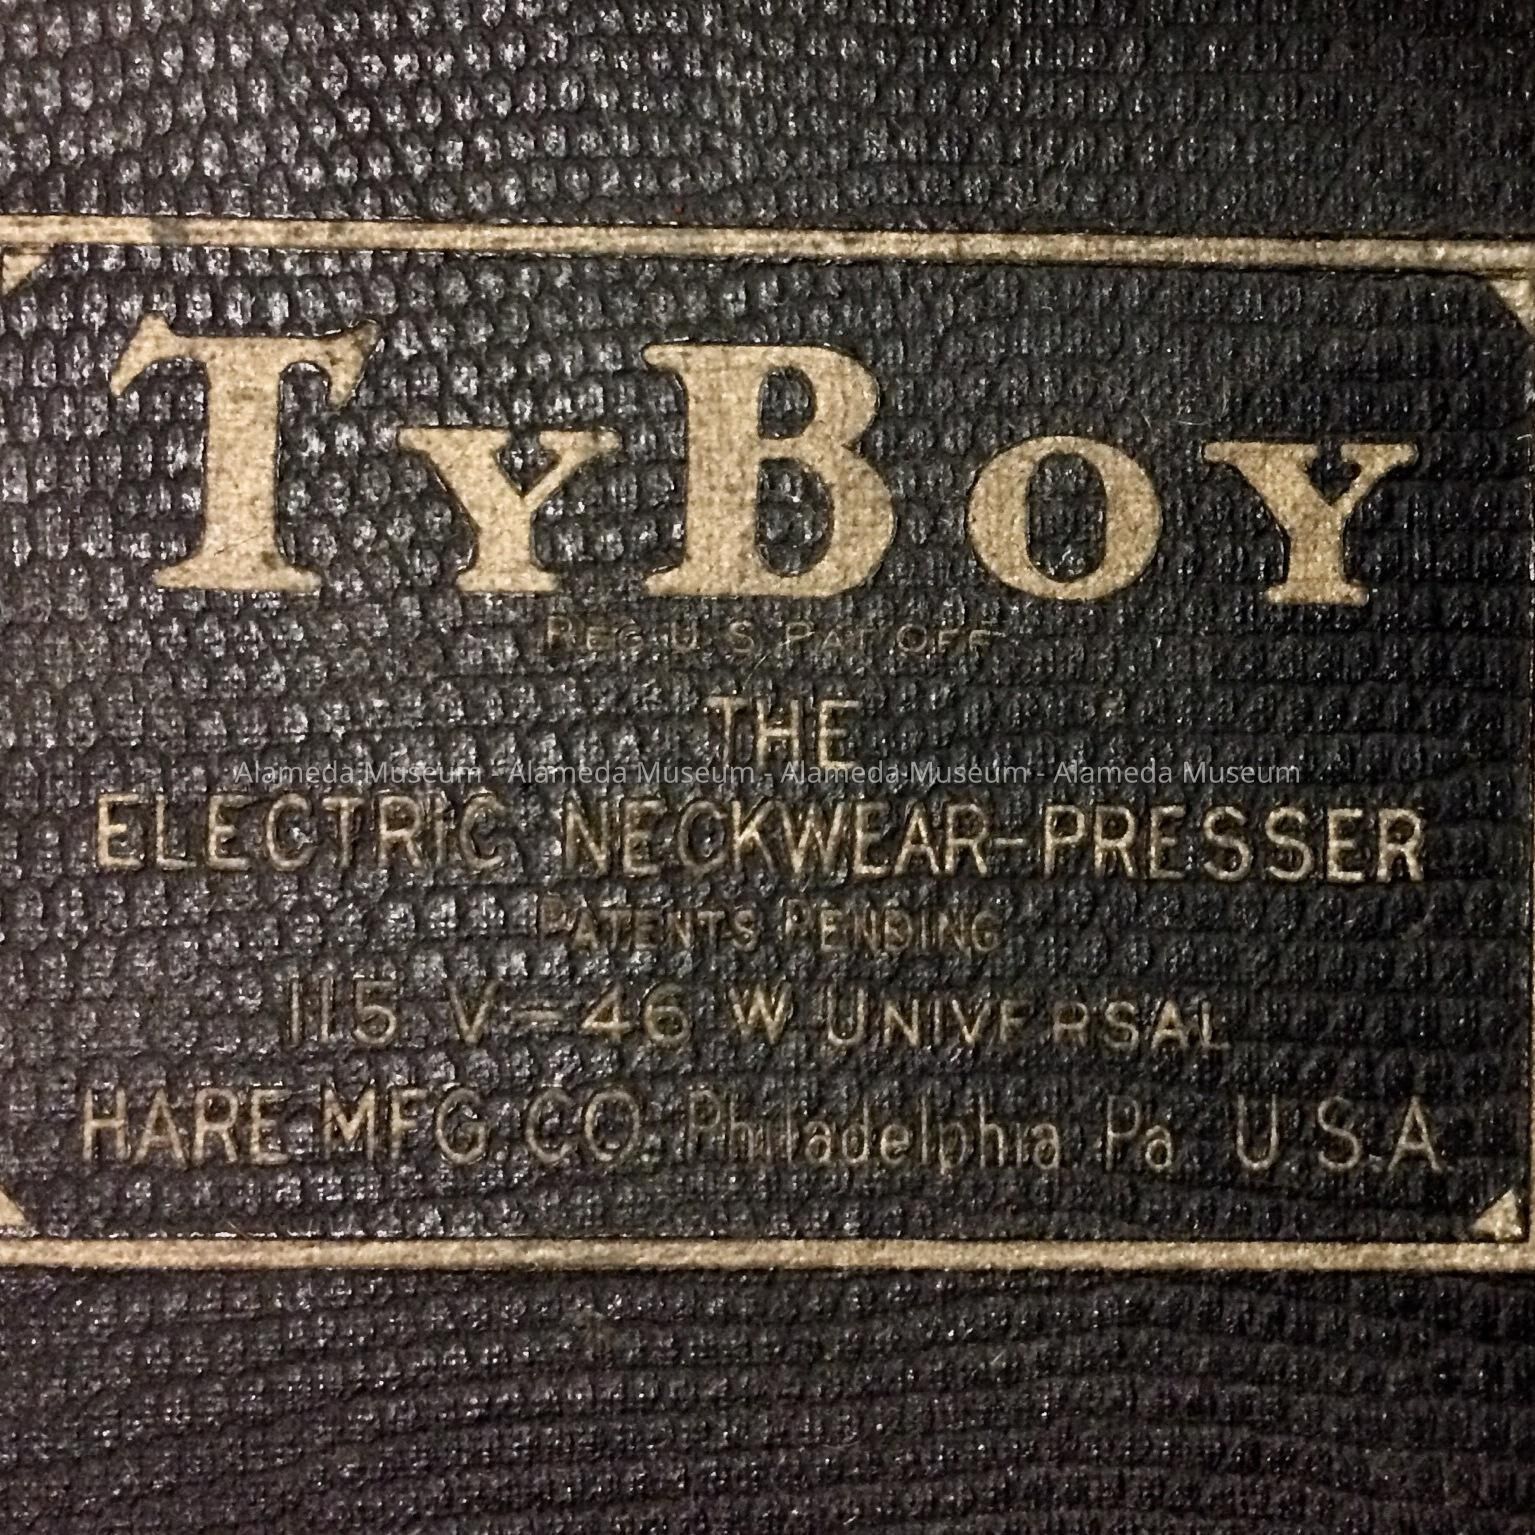 TyBoy
REG U S PAT OFF
THE
Alameda Museum - Alameda Museum - Alameda Museum - Alameda Museum
ELECTRIC NECKWEAR-PRESSER
PATENTS PENDING
115 V-46 W UNIVERSAL
HARE MFG. CO. Philadelphia Pa U.S.A